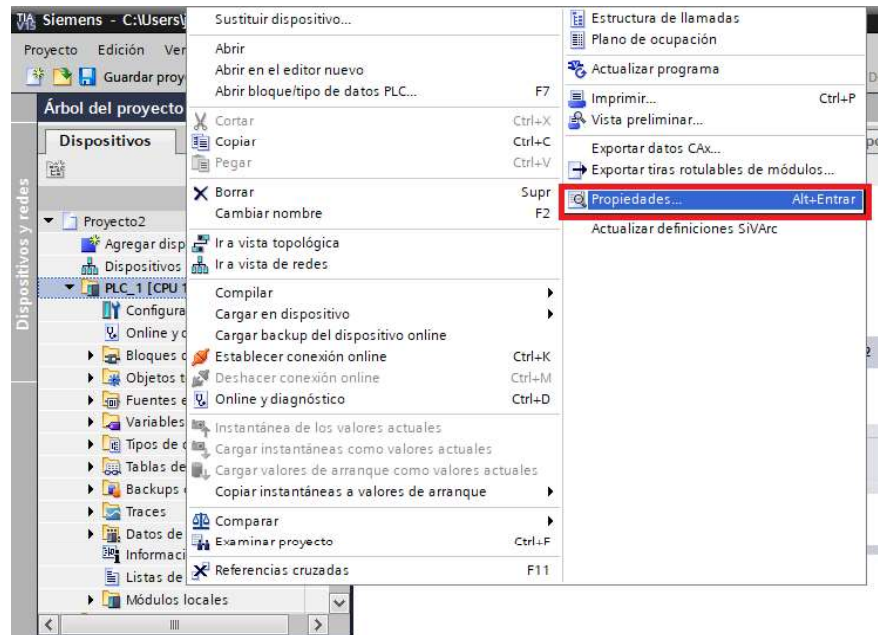 Siemens - C:\Users\
Proyecto Edición Ver
Guardar proy
Árbol del proyecto
Dispositivos
Dispositivos y redes
Proyecto2
Agregar disp
Dispositivos
PLC_1 [CPU 1
Configura
Online y d
Bloques
Objetos t
Fuentes e
Variables
Tipos de d
Tablas de
Backups
Traces
Datos de
Informaci
Listas de
Módulos locales
Sustituir dispositivo...
Abrir
Abrir en el editor nuevo
Abrir bloque/tipo de datos PLC... F7
Cortar Ctrl+X
Copiar Ctrl+C
Pegar Ctrl+V
Borrar Supr
Cambiar nombre F2
Ir a vista topológica
Ir a vista de redes
Compilar
Cargar en dispositivo
Cargar backup del dispositivo online
Establecer conexión online Ctrl+K
Deshacer conexión online Ctrl+M
Online y diagnóstico Ctrl+D
Instantánea de los valores actuales
Cargar instantáneas como valores actuales
Cargar valores de arranque como valores actuales
Copiar instantáneas a valores de arranque
Comparar
Examinar proyecto Ctrl+F
Referencias cruzadas F11
Estructura de llamadas
Plano de ocupación
Actualizar programa
Imprimir... Ctrl+P
Vista preliminar...
Exportar datos CAx...
Exportar tiras rotulables de módulos...
Propiedades... Alt+Entrar
Actualizar definiciones SiVArc